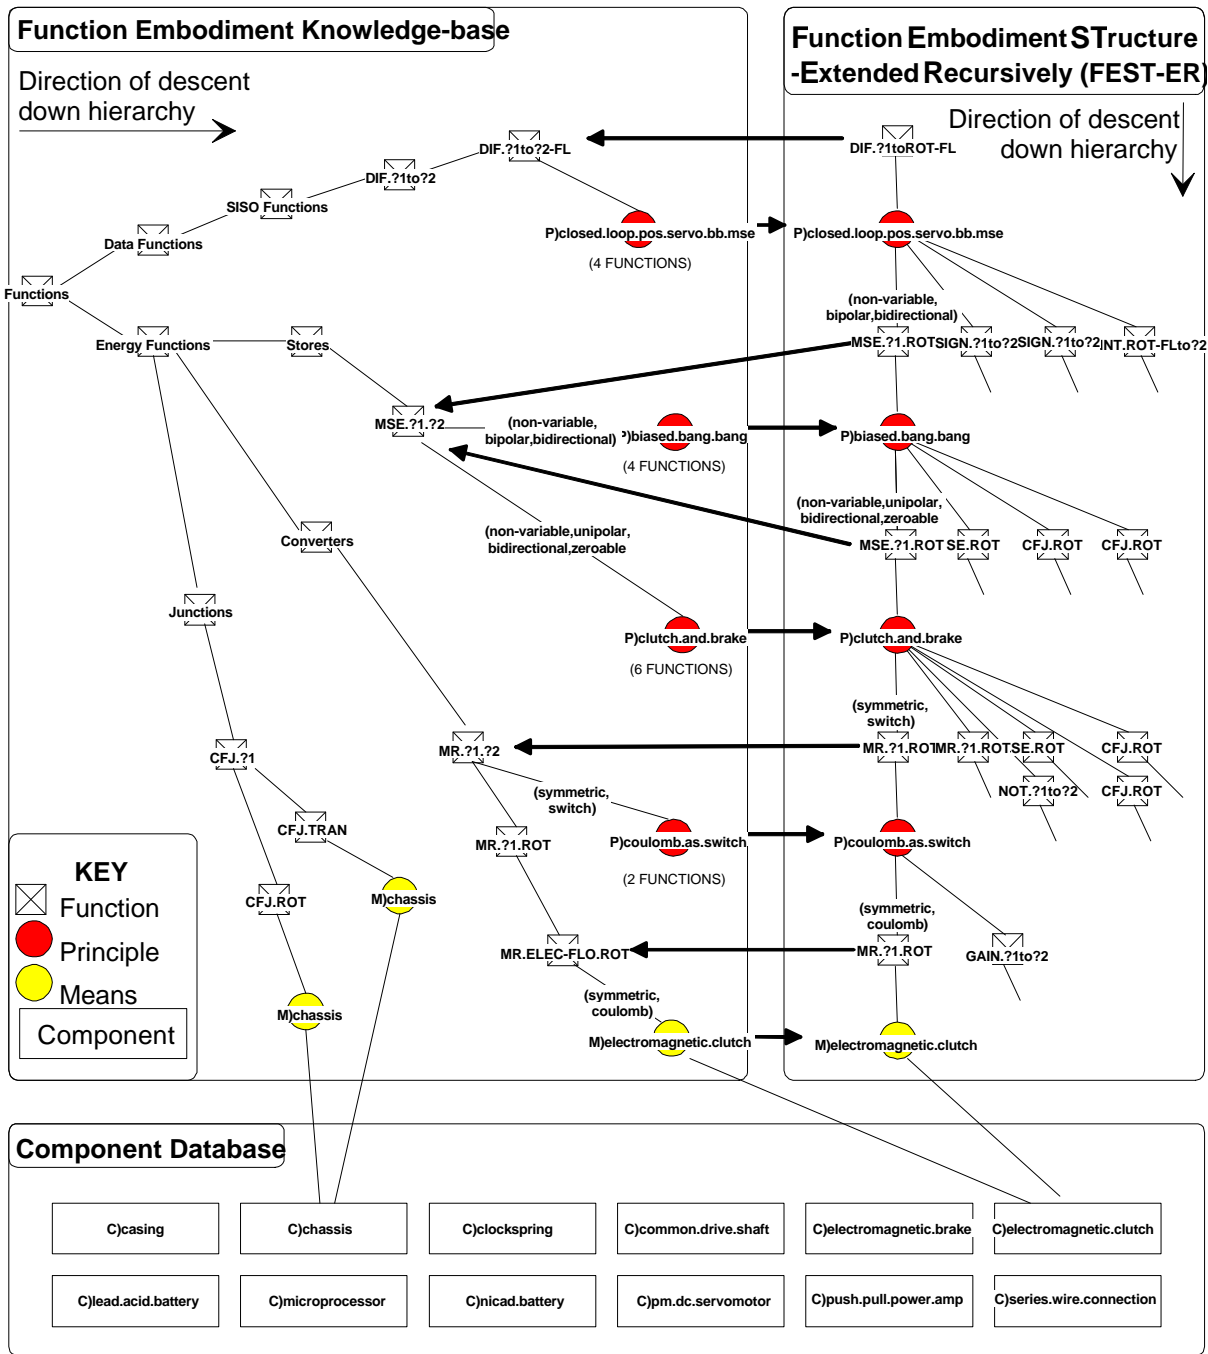 Function Embodiment Knowledge-base
Function Embodiment STructure
-Extended Recursively (FEST-ER)
Direction of descent
down hierarchy
Direction of descent
down hierarchy
DIF.?1to?2-FL
DIF.?1toROT-FL
DIF.?1to?2
SISO Functions
Data Functions
P)closed.loop.pos.servo.bb.mse
P)closed.loop.pos.servo.bb.mse
(4 FUNCTIONS)
Functions
(non-variable,
bipolar,bidirectional)
Energy Functions
Stores
MSE.?1.ROT
SIGN.?1to?2
SIGN.?1to?2
INT.ROT-FLto?2
MSE.?1.?2
(non-variable,
bipolar,bidirectional)
P)biased.bang.bang
P)biased.bang.bang
(4 FUNCTIONS)
(non-variable,unipolar,
bidirectional,zeroable
(non-variable,unipolar,
bidirectional,zeroable
Converters
MSE.?1.ROT
SE.ROT
CFJ.ROT
CFJ.ROT
Junctions
P)clutch.and.brake
P)clutch.and.brake
(6 FUNCTIONS)
(symmetric,
switch)
CFJ.?1
MR.?1.?2
MR.?1.ROT
MR.?1.ROT
SE.ROT
CFJ.ROT
(symmetric,
switch)
NOT.?1to?2
CFJ.ROT
CFJ.TRAN
MR.?1.ROT
P)coulomb.as.switch
P)coulomb.as.switch
(2 FUNCTIONS)
KEY
Function
Principle
Means
Component
CFJ.ROT
M)chassis
(symmetric,
coulomb)
MR.ELEC-FLO.ROT
MR.?1.ROT
GAIN.?1to?2
(symmetric,
coulomb)
M)chassis
M)electromagnetic.clutch
M)electromagnetic.clutch
Component Database
C)casing
C)chassis
C)clockspring
C)common.drive.shaft
C)electromagnetic.brake
C)electromagnetic.clutch
C)lead.acid.battery
C)microprocessor
C)nicad.battery
C)pm.dc.servomotor
C)push.pull.power.amp
C)series.wire.connection